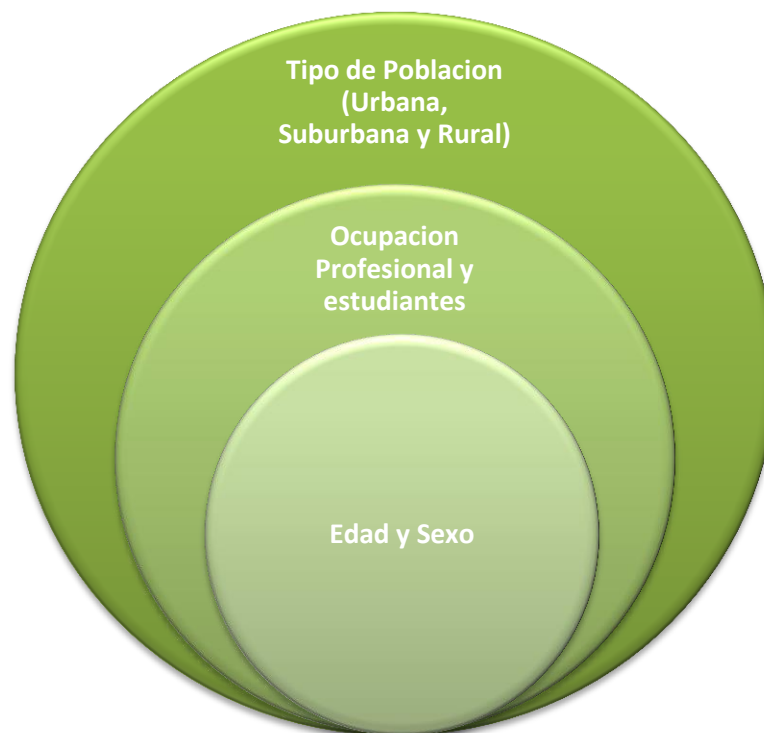 Tipo de Poblacion
(Urbana,
Suburbana y Rural)
Ocupacion
Profesional y
estudiantes
Edad y Sexo